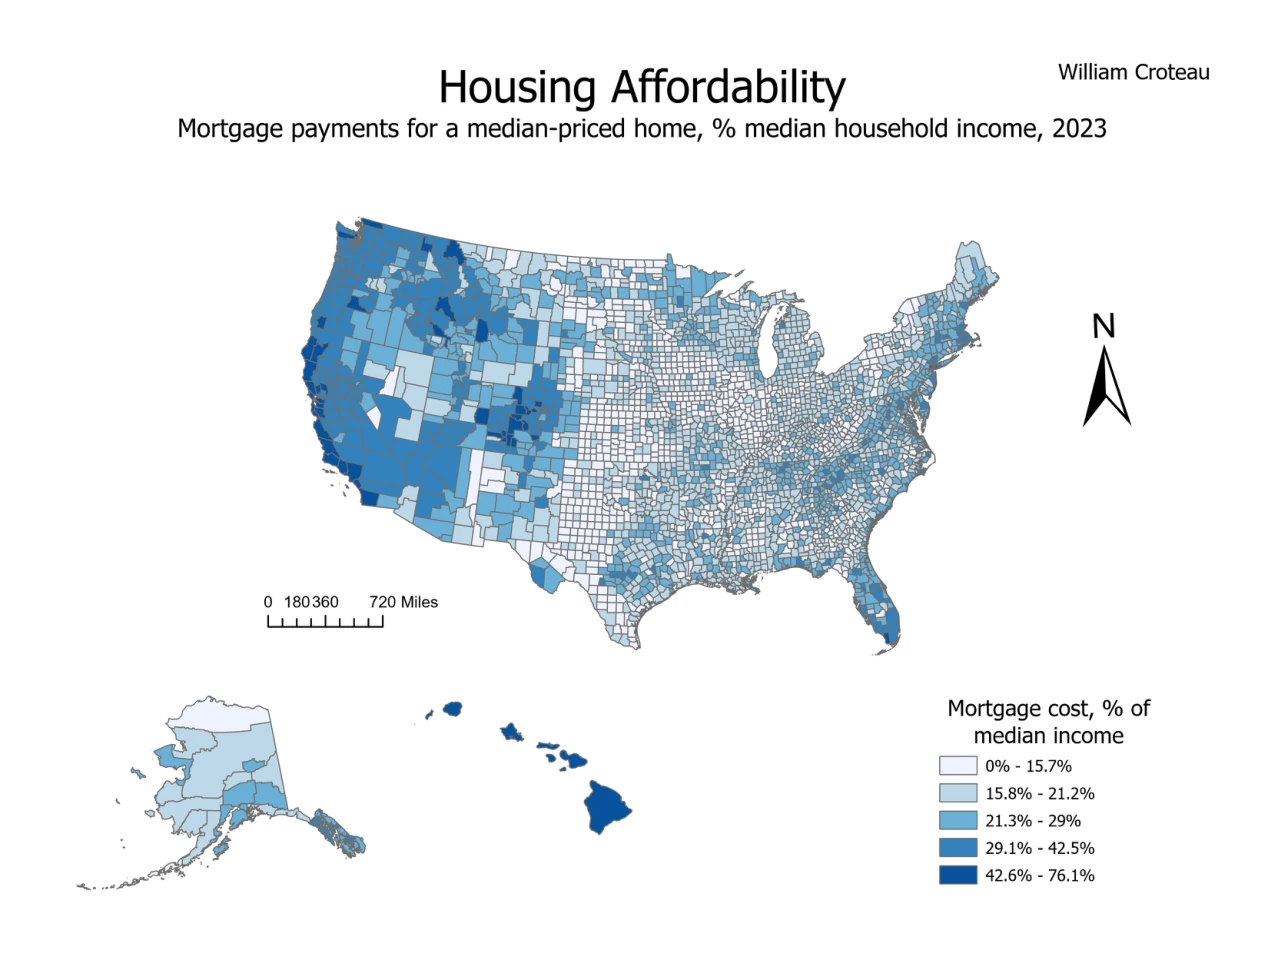 William Croteau
Housing Affordability
Mortgage payments for a median-priced home, % median household income, 2023
N
0 180 360 720 Miles
Mortgage cost, % of
median income
0% - 15.7%
15.8% - 21.2%
21.3% - 29%
29.1% - 42.5%
42.6% - 76.1%